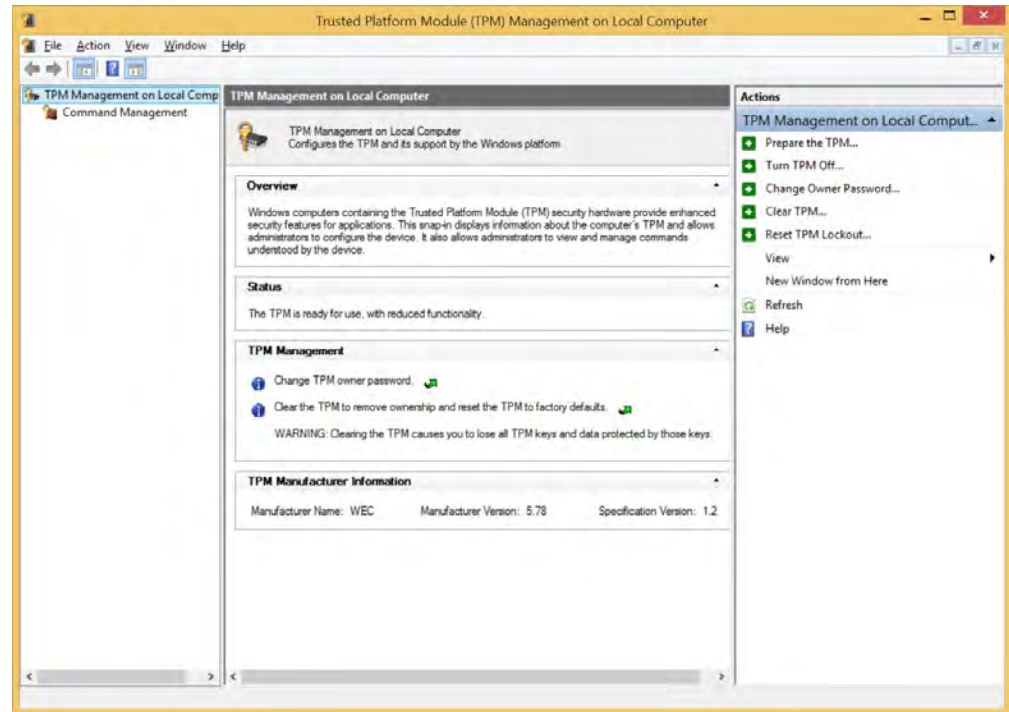 Trusted Platform Module (TPM) Management on Local Computer
File Action View Window Help
TPM Management on Local Comp
Command Management
TPM Management on Local Computer
TPM Management on Local Computer
Configures the TPM and its support by the Windows platform
Overview
Windows computers containing the Trusted Platform Module (TPM) security hardware provide enhanced
security features for applications. This snap-in displays information about the computer's TPM and allows
administrators to configure the device. It also allows administrators to view and manage commands
understood by the device.
Status
The TPM is ready for use, with reduced functionality.
TPM Management
Change TPM owner password.
Clear the TPM to remove ownership and reset the TPM to factory defaults.
WARNING: Clearing the TPM causes you to lose all TPM keys and data protected by those keys.
TPM Manufacturer Information
Manufacturer Name: WEC Manufacturer Version: 5.78 Specification Version: 1.2
Actions
TPM Management on Local Comput...
Prepare the TPM...
Turn TPM Off...
Change Owner Password...
Clear TPM...
Reset TPM Lockout...
View
New Window from Here
Refresh
Help